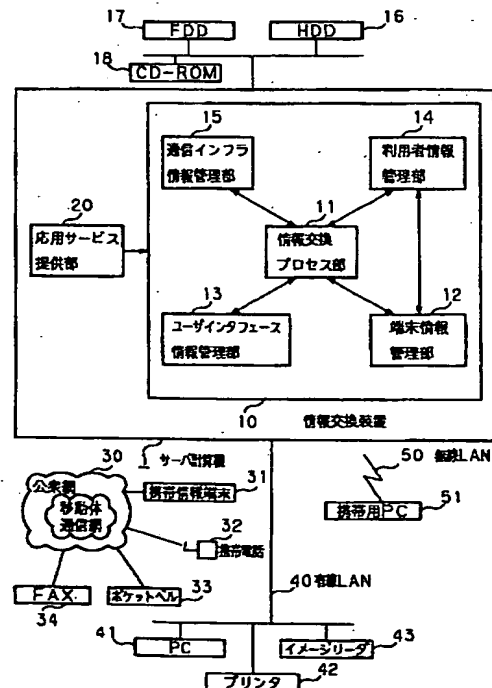 17
FDD
HDD
16
18
CD-ROM
15
通信インフラ
情報管理部
14
利用者情報
管理部
20
応用サービス
提供部
11
情報交換
プロセス部
13
ユーザインタフェース
情報管理部
12
端末情報
管理部
10
情報交換装置
1
サーバ計算機
30
公衆網
移動体
通信網
31
携帯情報端末
32
携帯電話
FAX
34
ポケットベル
33
50
無線LAN
携帯用PC
51
40
有線LAN
41
PC
イメージリーダ
43
プリンタ
42